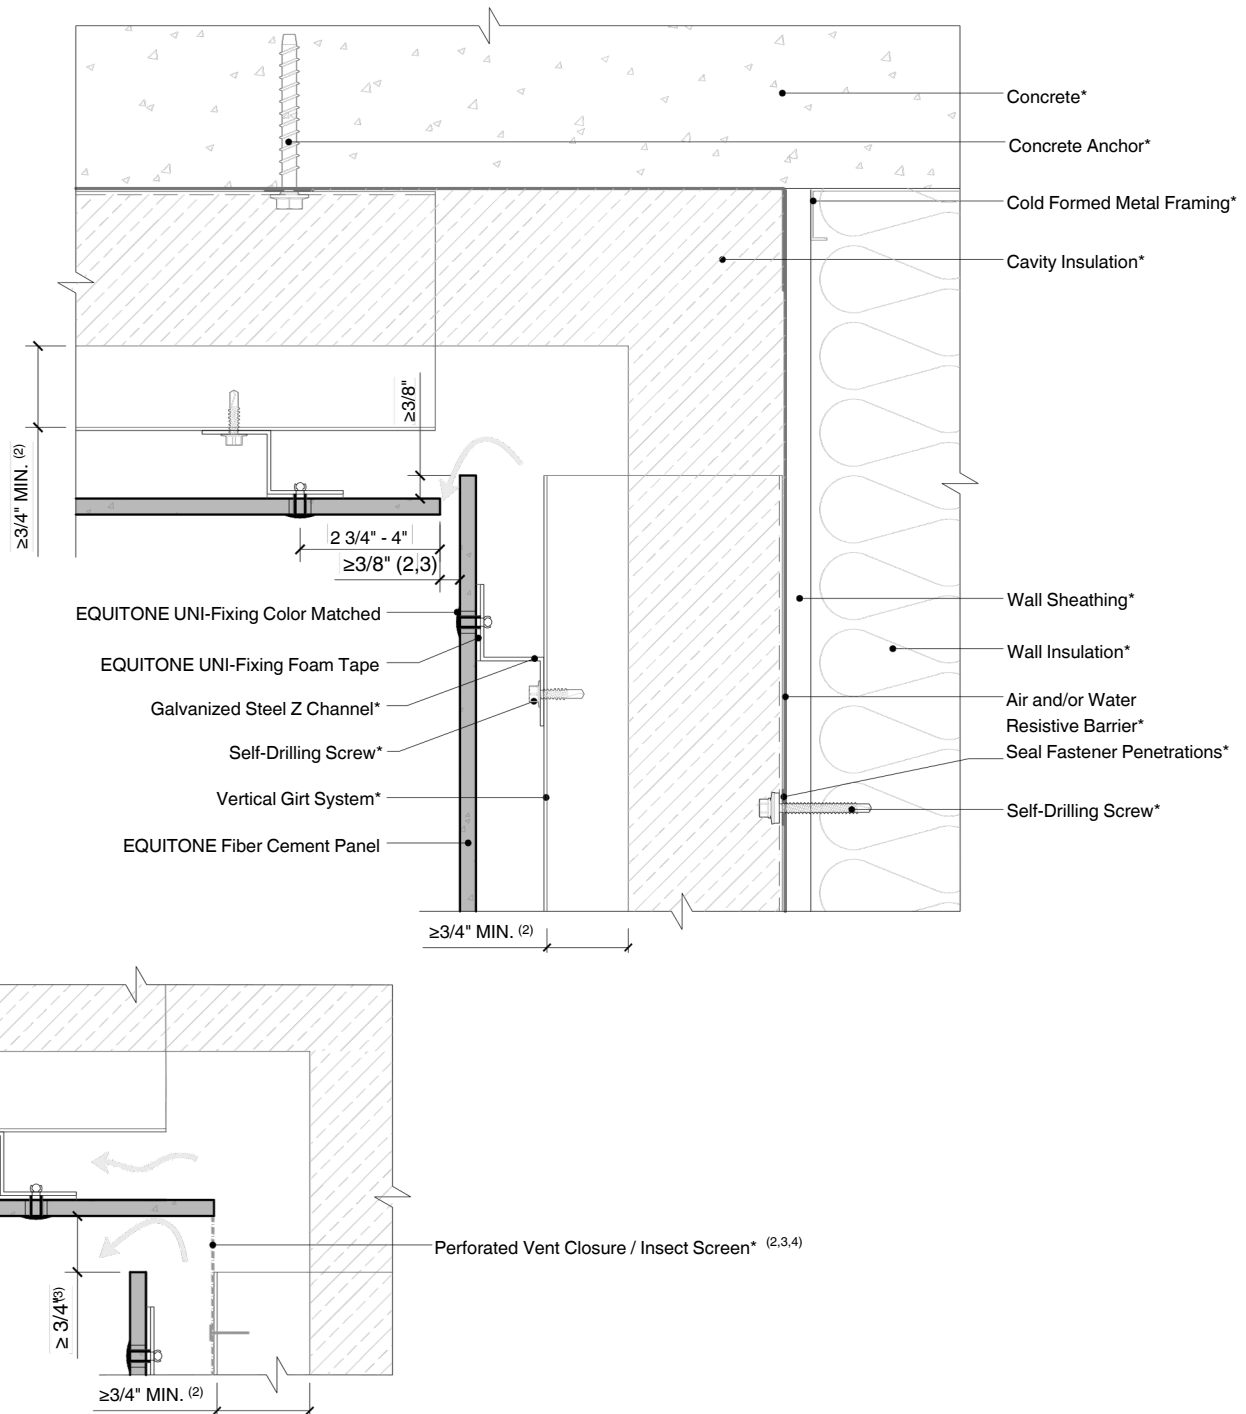 Concrete*
Concrete Anchor*
Cold Formed Metal Framing*
Cavity Insulation*
≥3/8"
≥3/4" MIN. (2)
2 3/4" - 4"
≥3/8" (2,3)
EQUITONE UNI-Fixing Color Matched
EQUITONE UNI-Fixing Foam Tape
Galvanized Steel Z Channel*
Self-Drilling Screw*
Vertical Girt System*
EQUITONE Fiber Cement Panel
Wall Sheathing*
Wall Insulation*
Air and/or Water
Resistive Barrier*
Seal Fastener Penetrations*
Self-Drilling Screw*
≥3/4" MIN. (2)
Perforated Vent Closure / Insect Screen* (2,3,4)
≥ 3/4"(3)
≥3/4" MIN. (2)